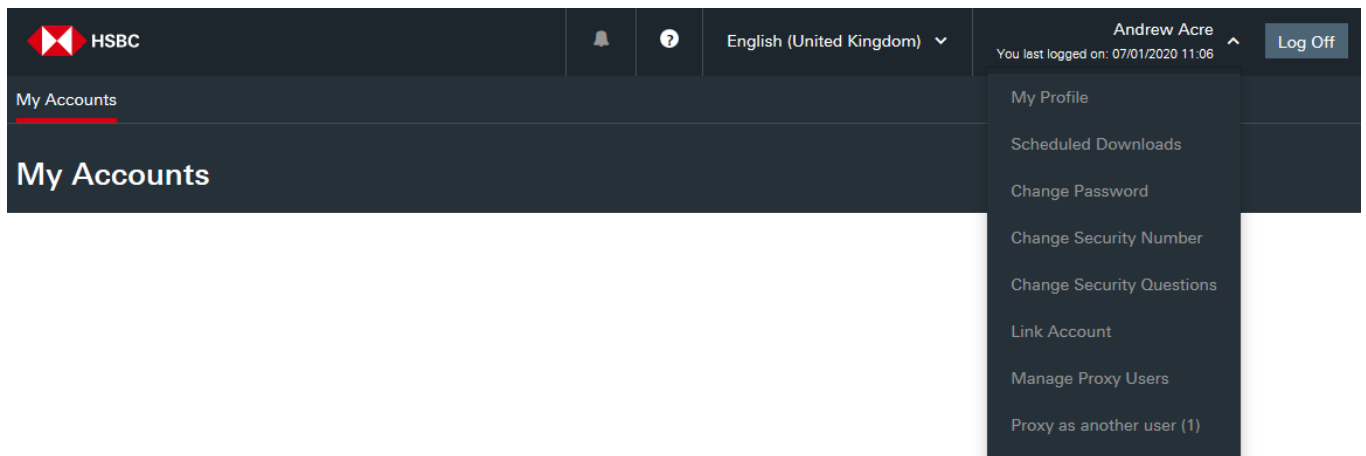 HSBC
?
English (United Kingdom)
Andrew Acre
You last logged on: 07/01/2020 11:06
Log Off
My Accounts
My Accounts
My Profile
Scheduled Downloads
Change Password
Change Security Number
Change Security Questions
Link Account
Manage Proxy Users
Proxy as another user (1)